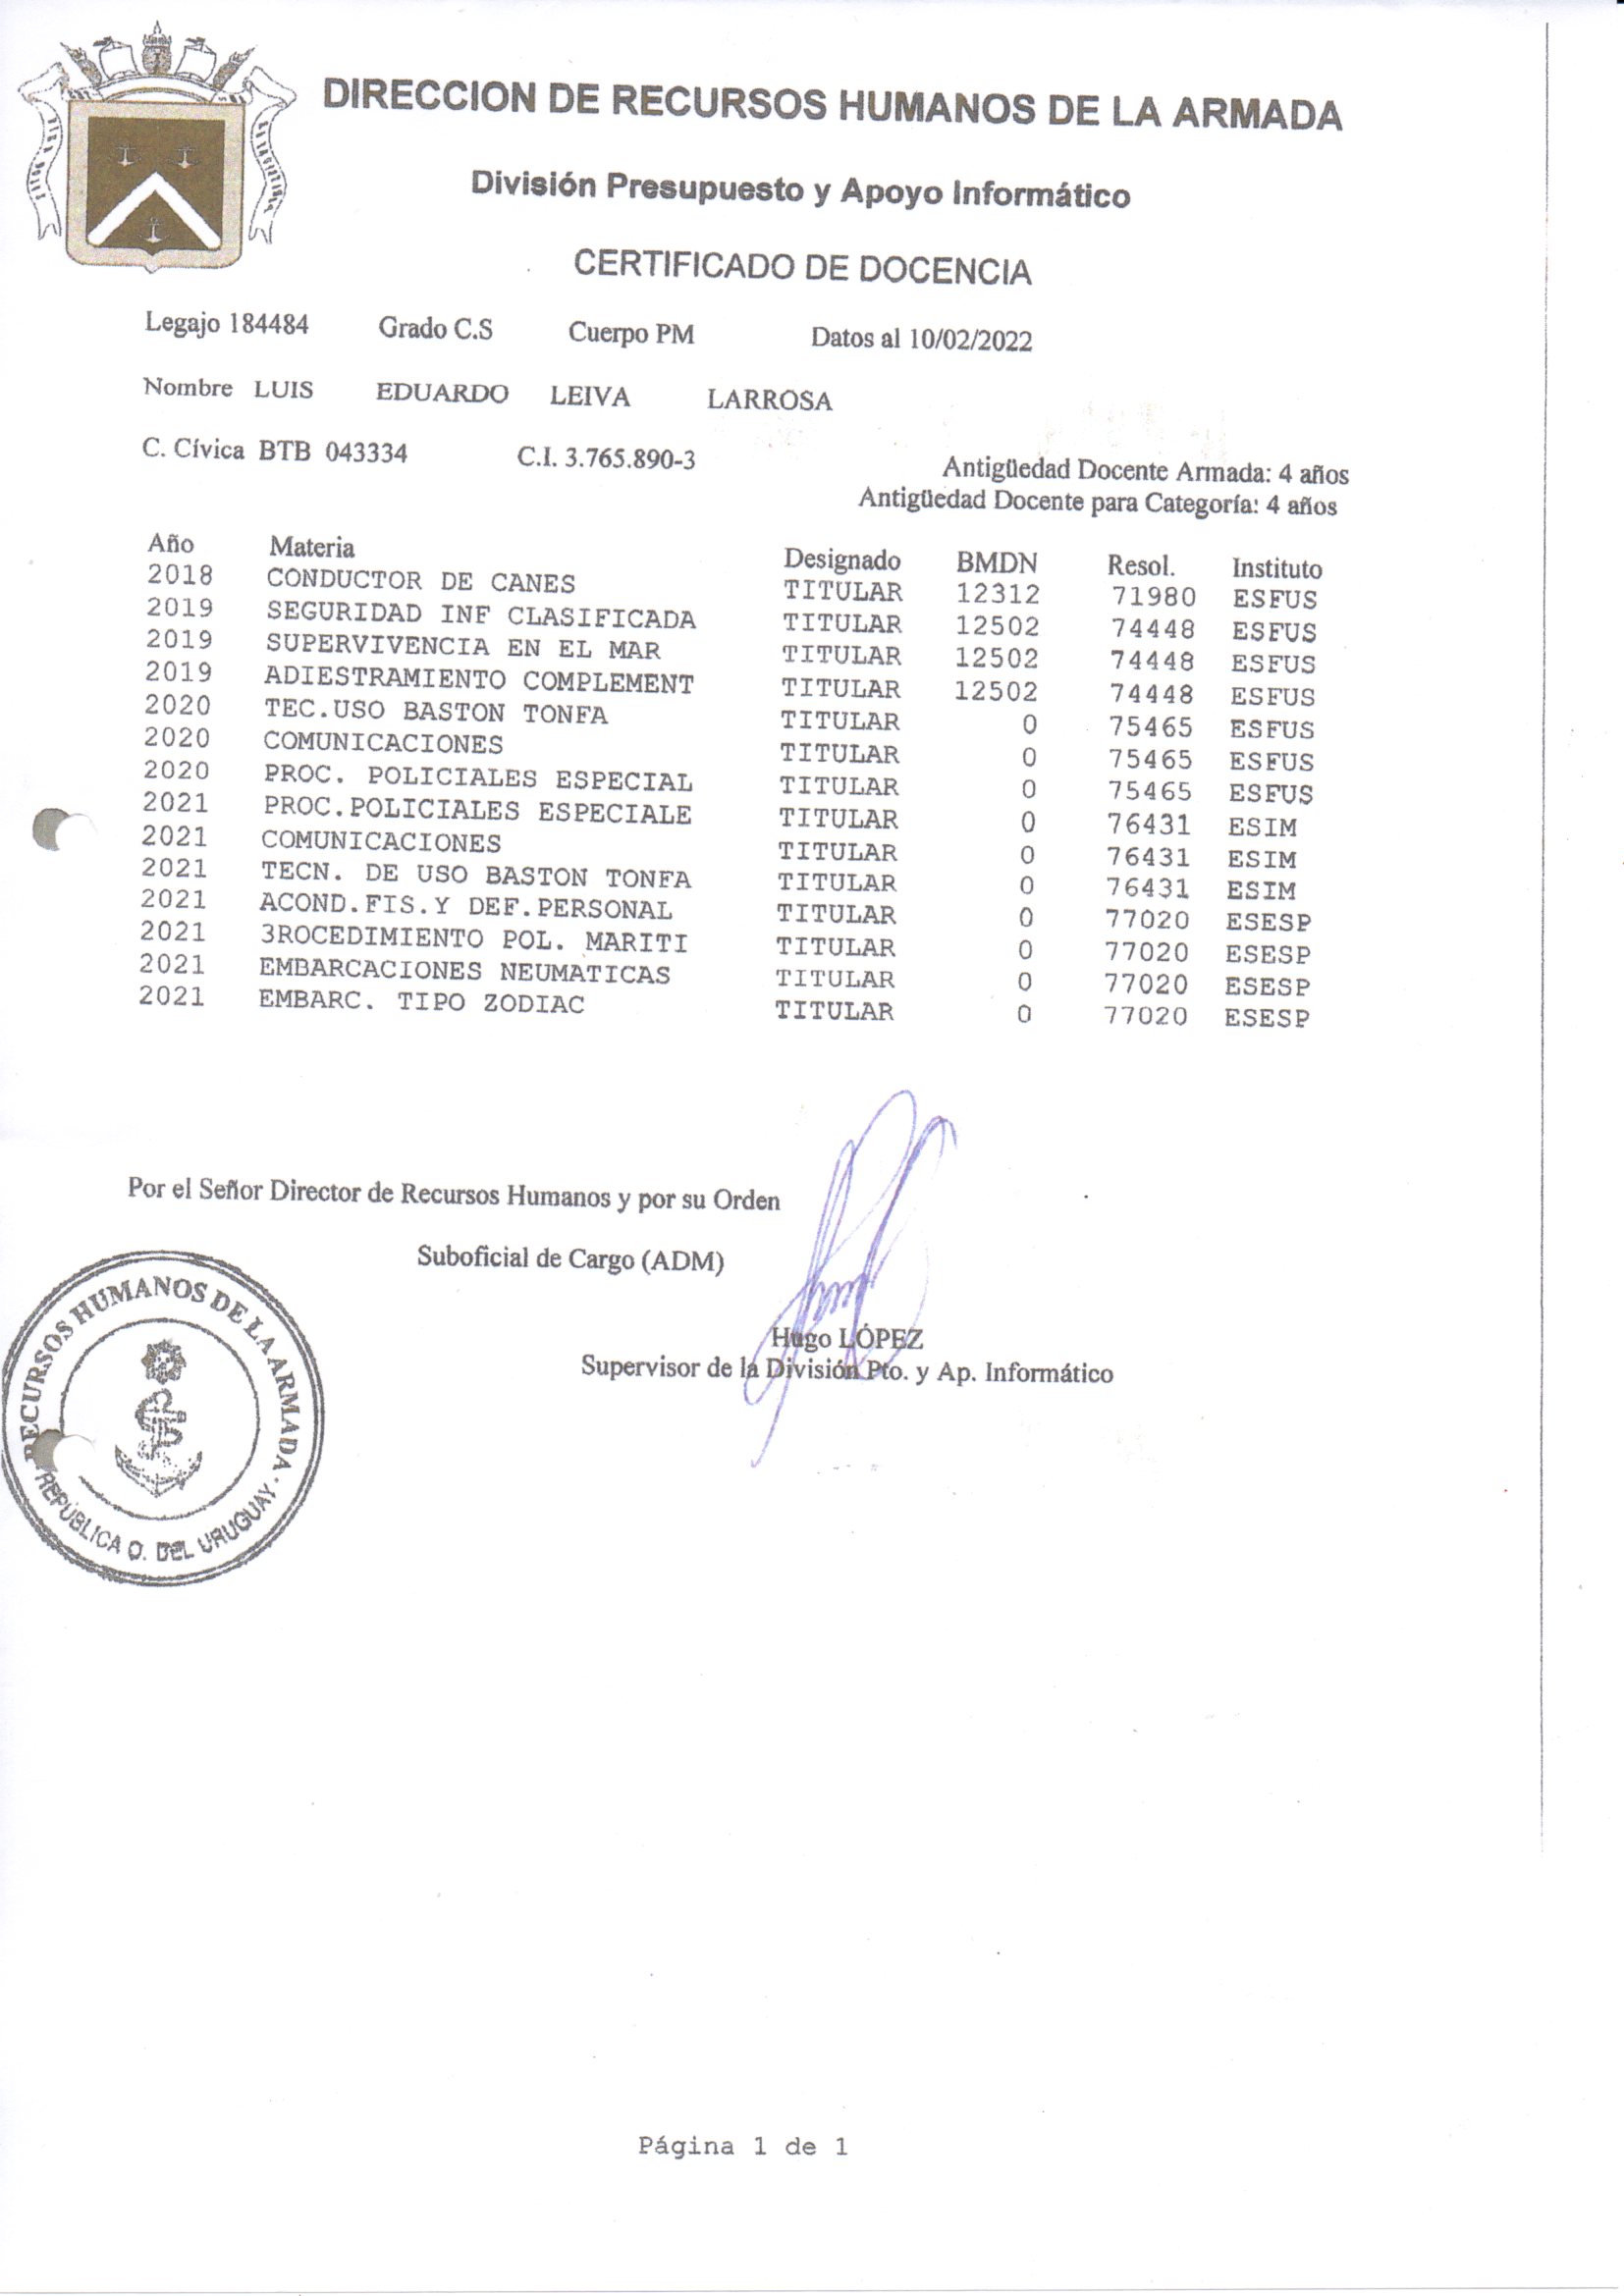 DIRECCION DE RECURSOS HUMANOS DE LA ARMADA
División Presupuesto y Apoyo Informático
CERTIFICADO DE DOCENCIA
Legajo 184484 Grado C.S Cuerpo PM Datos al 10/02/2022
Nombre LUIS EDUARDO LEIVA LARROSA
C. Cívica BTB 043334 C.I. 3.765.890-3
Antigüedad Docente Armada: 4 años
Antigüedad Docente para Categoría: 4 años
Año Materia Designado BMDN Resol. Instituto
2018 CONDUCTOR DE CANES TITULAR 12312 71980 ESFUS
2019 SEGURIDAD INF CLASIFICADA TITULAR 12502 74448 ESFUS
2019 SUPERVIVENCIA EN EL MAR TITULAR 12502 74448 ESFUS
2019 ADIESTRAMIENTO COMPLEMENT TITULAR 12502 74448 ESFUS
2020 TEC.USO BASTON TONFA TITULAR 0 75465 ESFUS
2020 COMUNICACIONES TITULAR 0 75465 ESFUS
2020 PROC. POLICIALES ESPECIAL TITULAR 0 75465 ESFUS
2021 PROC.POLICIALES ESPECIALE TITULAR 0 76431 ESIM
2021 COMUNICACIONES TITULAR 0 76431 ESIM
2021 TECN. DE USO BASTON TONFA TITULAR 0 76431 ESIM
2021 ACOND.FIS.Y DEF.PERSONAL TITULAR 0 77020 ESESP
2021 3ROCEDIMIENTO POL. MARITI TITULAR 0 77020 ESESP
2021 EMBARCACIONES NEUMATICAS TITULAR 0 77020 ESESP
2021 EMBARC. TIPO ZODIAC TITULAR 0 77020 ESESP
Por el Señor Director de Recursos Humanos y por su Orden
Suboficial de Cargo (ADM)
Hugo LÓPEZ
Supervisor de la División Pto. y Ap. Informático
RECURSOS HUMANOS DE LA ARMADA
REPÚBLICA O. DEL URUGUAY
Página 1 de 1